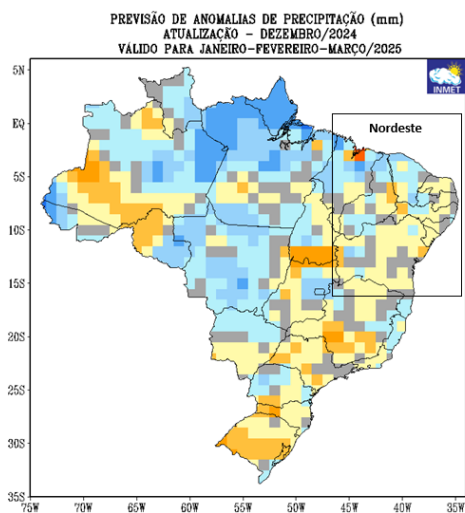 PREVISÃO DE ANOMALIAS DE PRECIPITAÇÃO (mm)
ATUALIZAÇÃO - DEZEMBRO/2024
VÁLIDO PARA JANEIRO-FEVEREIRO-MARÇO/2025
INMET
Nordeste
5N
EQ
5S
10S
15S
20S
25S
30S
35S
75W 70W 65W 60W 55W 50W 45W 40W 35W